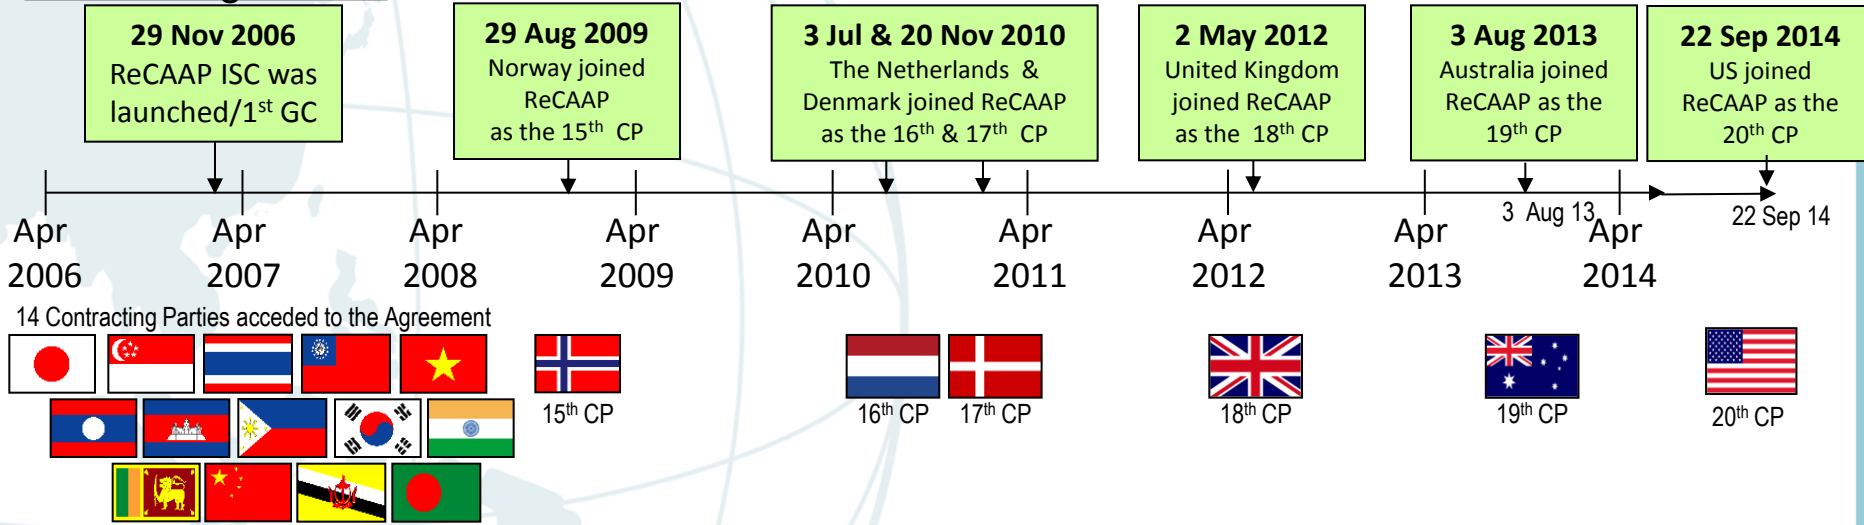 29 Nov 2006
ReCAAP ISC was
launched/1st GC
29 Aug 2009
Norway joined
ReCAAP
as the 15th CP
3 Jul & 20 Nov 2010
The Netherlands &
Denmark joined ReCAAP
as the 16th & 17th CP
2 May 2012
United Kingdom
joined ReCAAP
as the 18th CP
3 Aug 2013
Australia joined
ReCAAP as the
19th CP
22 Sep 2014
US joined
ReCAAP as the
20th CP
3 Aug 13
22 Sep 14
Apr
2006
Apr
2007
Apr
2008
Apr
2009
Apr
2010
Apr
2011
Apr
2012
Apr
2013
Apr
2014
14 Contracting Parties acceded to the Agreement
15th CP
16th CP
17th CP
18th CP
19th CP
20th CP